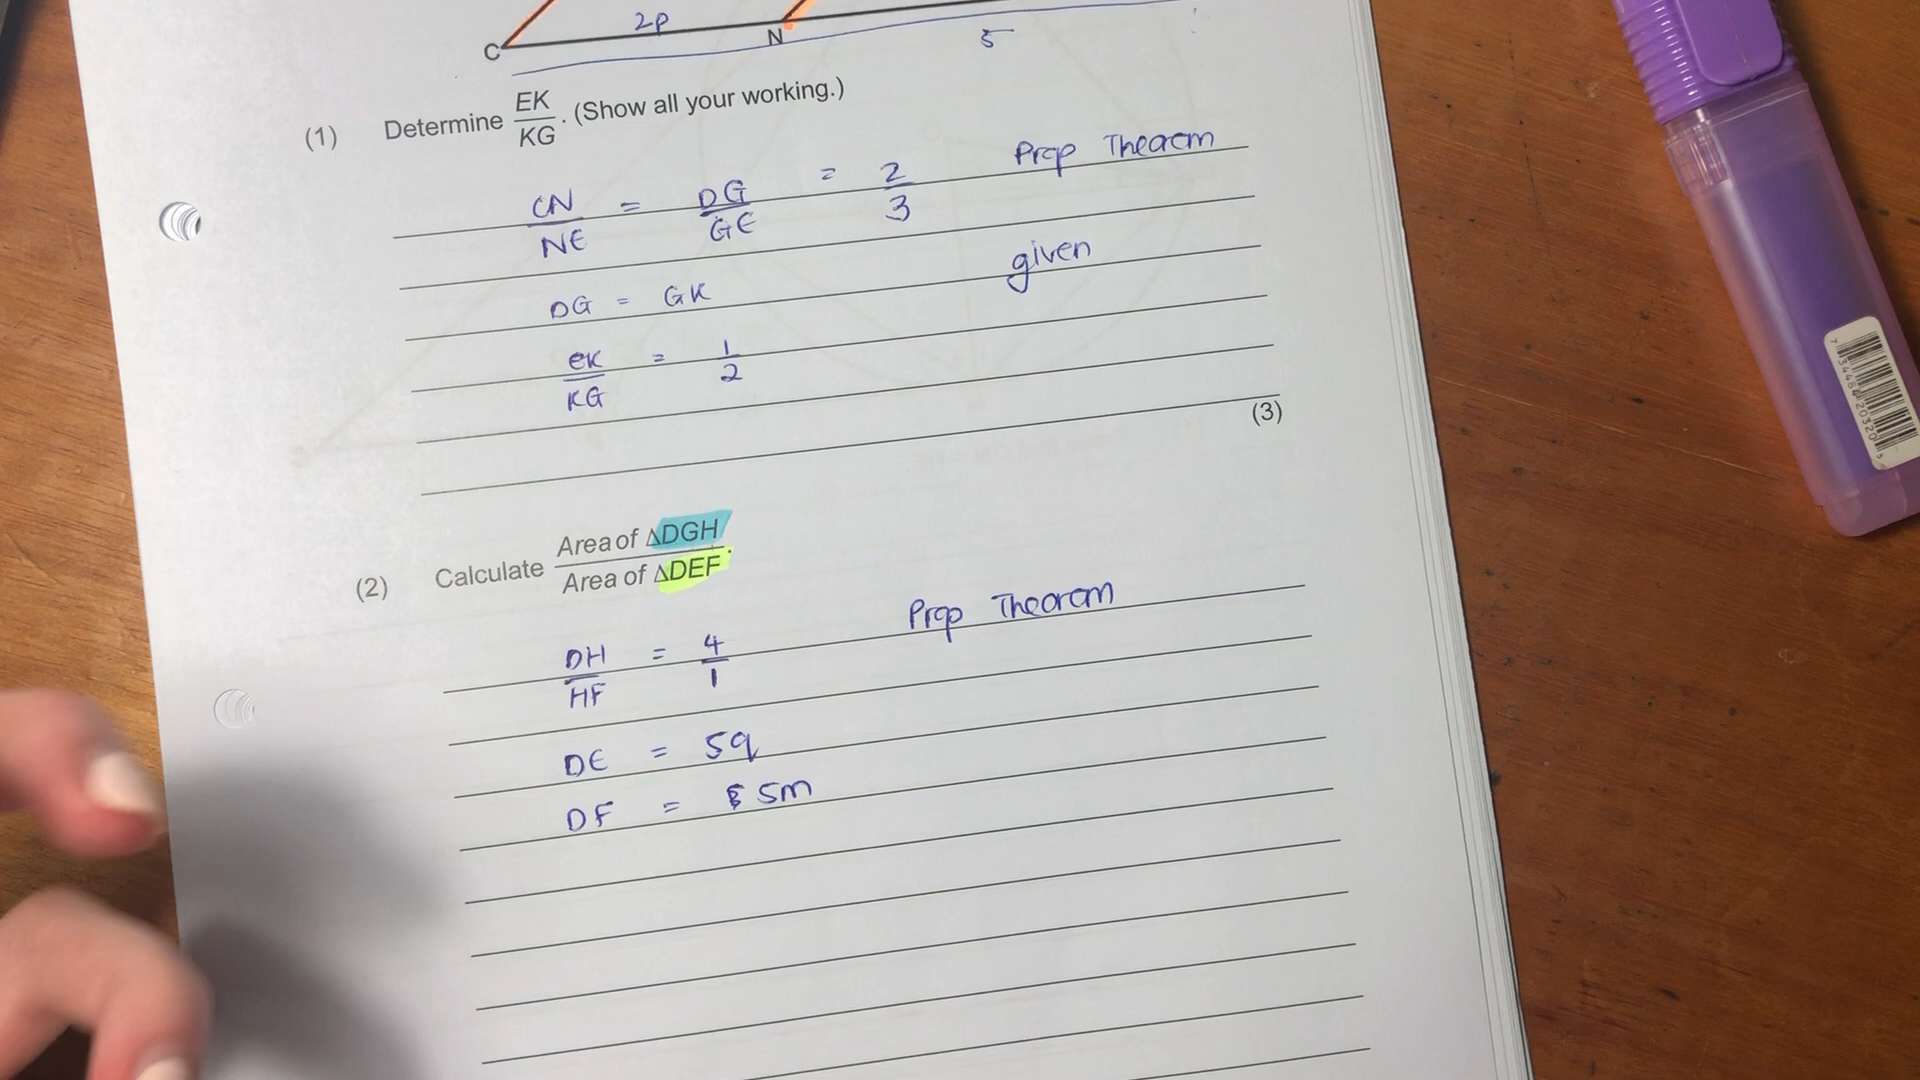 2p
C
N
5
(1) Determine EK/KG. (Show all your working.)
CN/NE = DG/GE = 2/3 Prop Theorem
DG = GK given
EK/KG = 1/2
(3)
(2) Calculate Area of ΔDGH/Area of ΔDEF.
DH/HF = 4/1 Prop Theorem
DE = 5q
DF = 5m